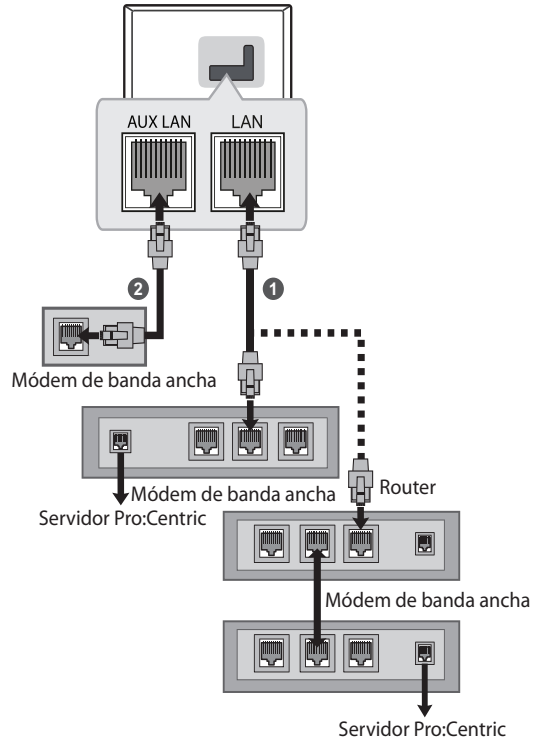 AUX LAN
LAN
2
1
Módem de banda ancha
Módem de banda ancha
Servidor Pro:Centric
Router
Módem de banda ancha
Servidor Pro:Centric